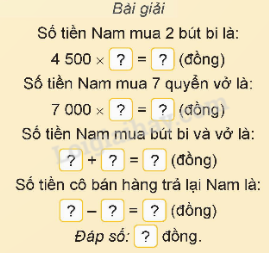 Bài giải
Số tiền Nam mua 2 bút bi là:
4 500 × ? = ? (đồng)
Số tiền Nam mua 7 quyển vở là:
7 000 × ? = ? (đồng)
Số tiền Nam mua bút bi và vở là:
? + ? = ? (đồng)
Số tiền cô bán hàng trả lại Nam là:
? – ? = ? (đồng)
Đáp số: ? đồng.